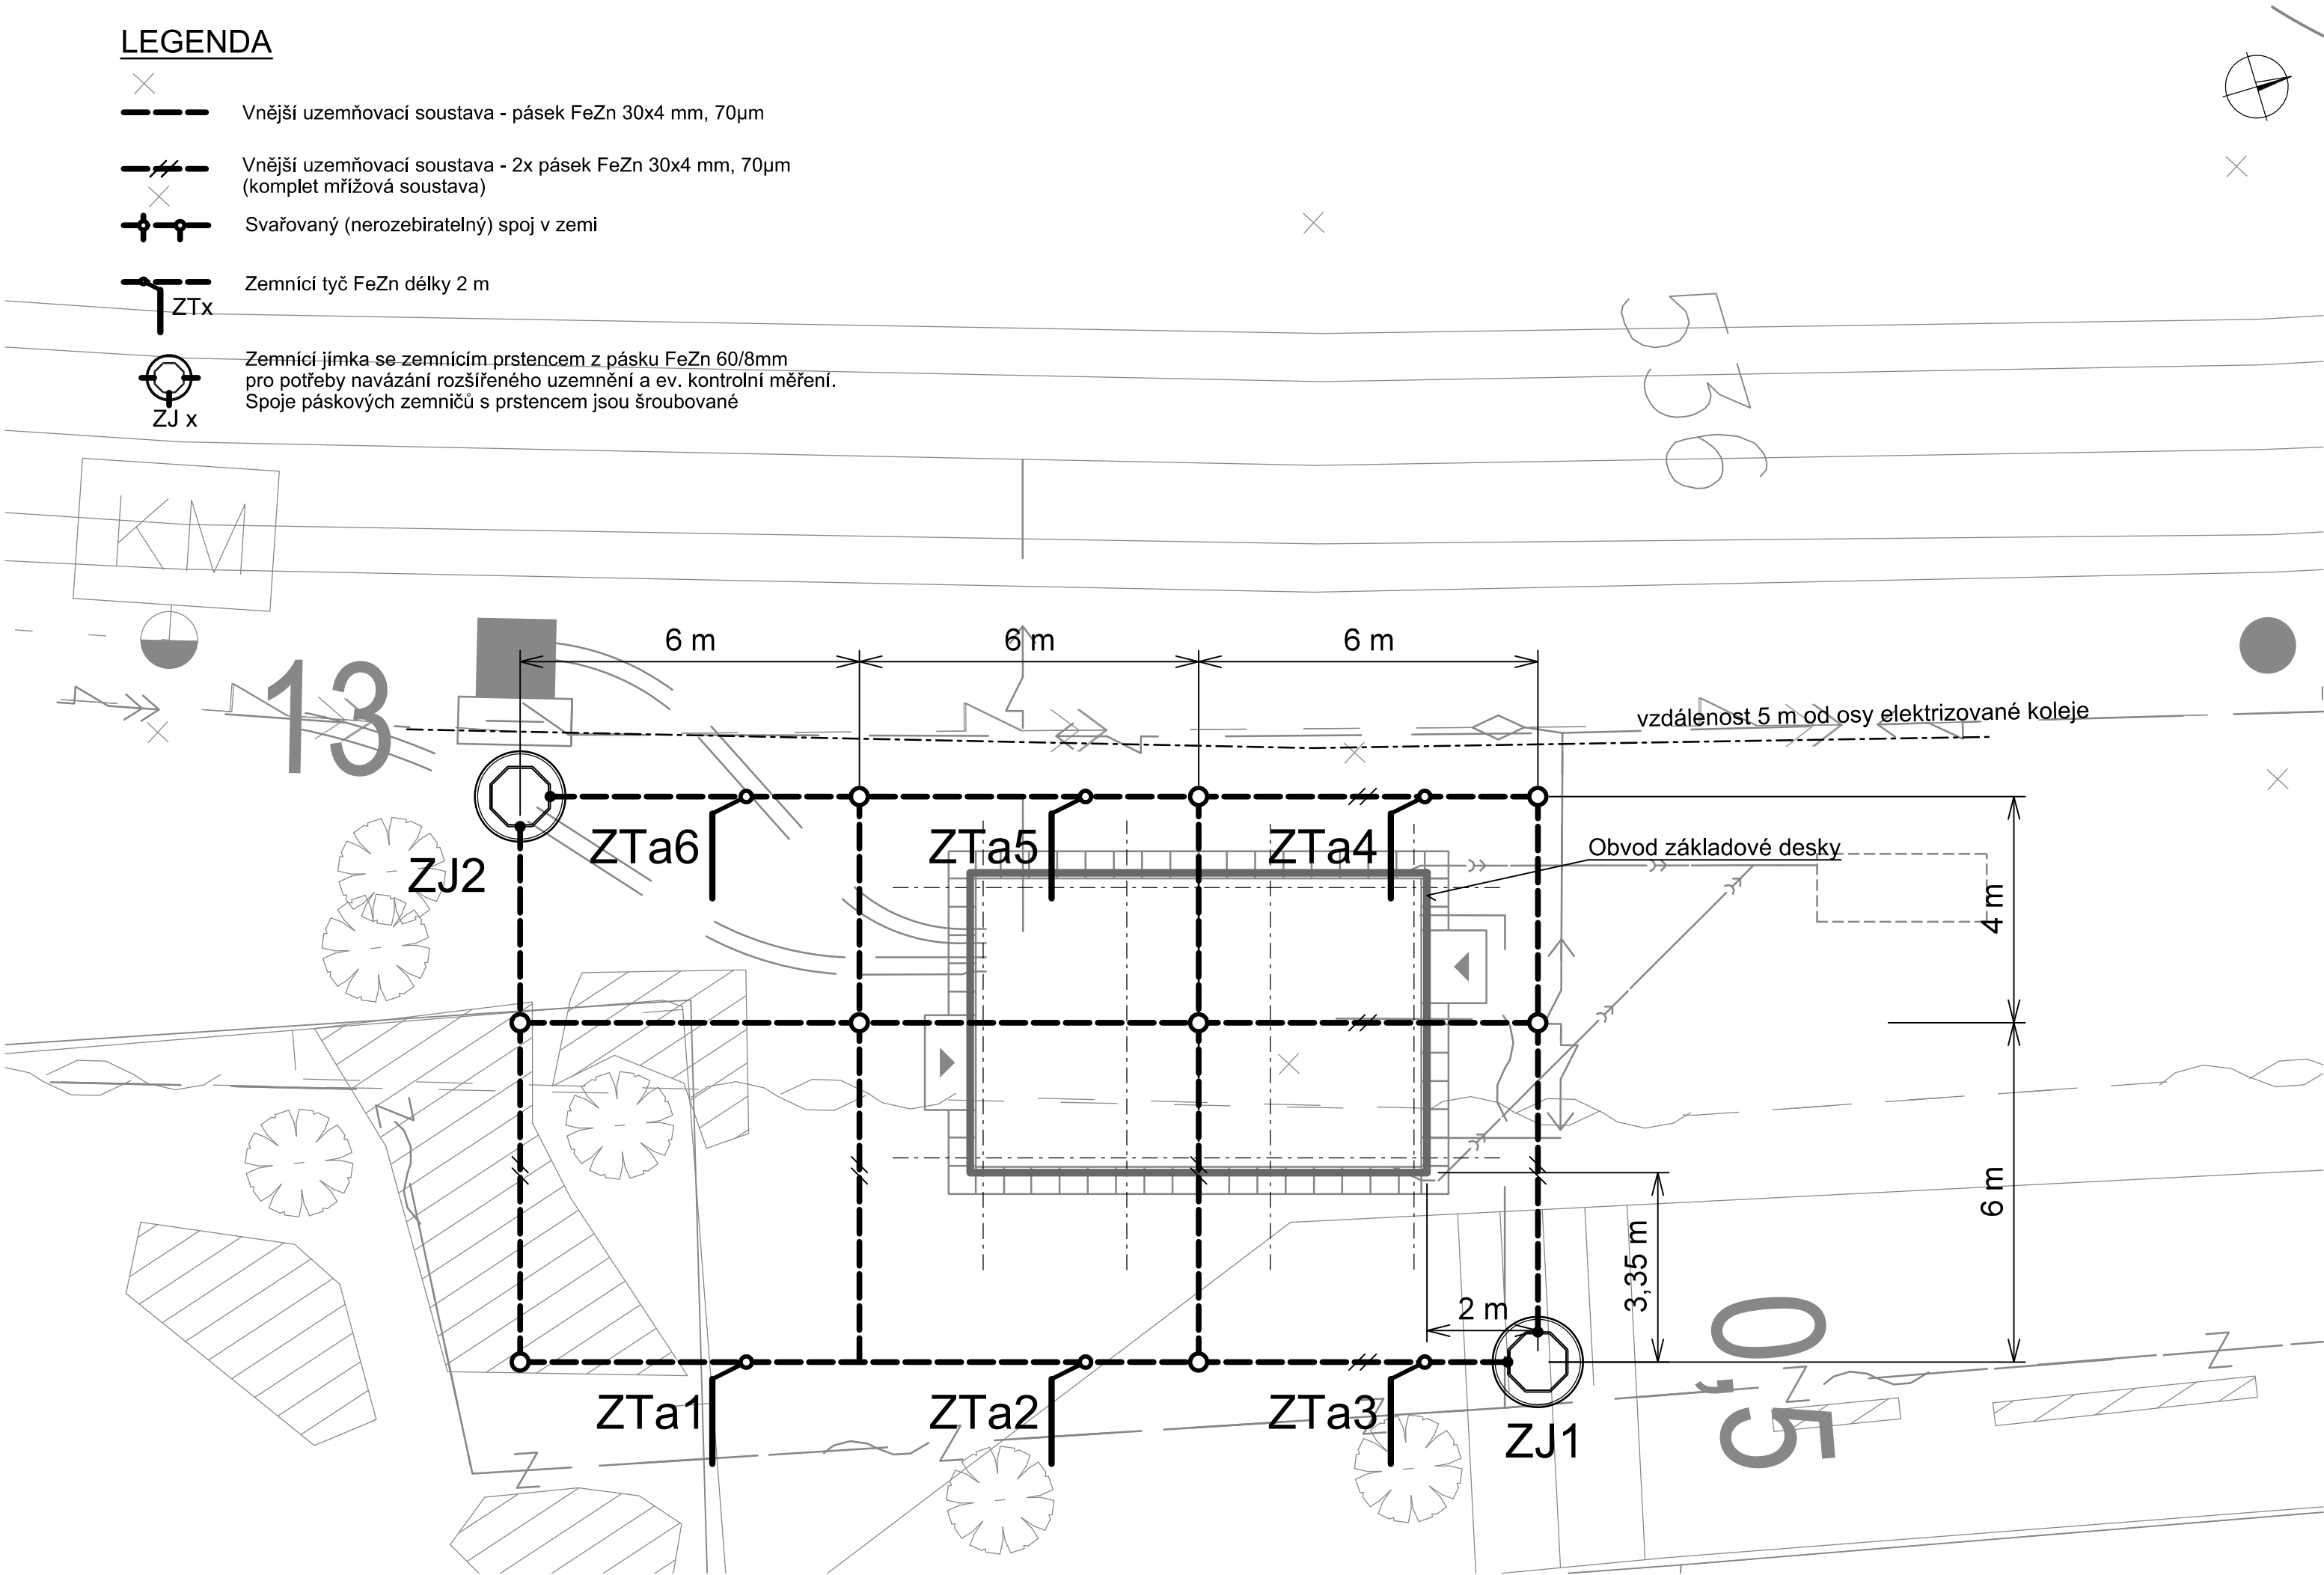 LEGENDA
Vnější uzemňovací soustava - pásek FeZn 30x4 mm, 70µm
Vnější uzemňovací soustava - 2x pásek FeZn 30x4 mm, 70µm
(komplet mřížová soustava)
Svařovaný (nerozebiratelný) spoj v zemi
Zemnící tyč FeZn délky 2 m
ZTx
Zemnící jímka se zemnícím prstencem z pásku FeZn 60/8mm
pro potřeby navázání rozšířeného uzemnění a ev. kontrolní měření.
Spoje páskových zemničů s prstencem jsou šroubované
ZJ x
536
KM
13
6 m
6 m
6 m
vzdálenost 5 m od osy elektrizované koleje
ZTa6
ZTa5
ZTa4
Obvod základové desky
ZJ2
4 m
6 m
3,35 m
2 m
0,5
ZTa1
ZTa2
ZTa3
ZJ1
Z
Z
Z
Z
Z
Z